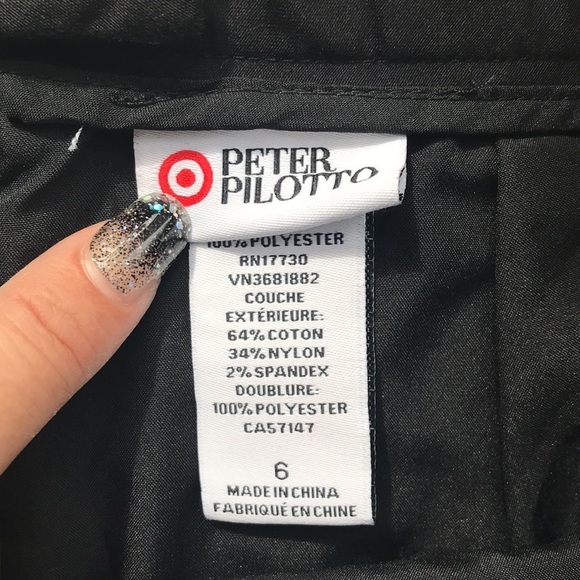 PETER
PILOTTO
100% POLYESTER
RN17730
VN3681882
COUCHE
EXTÉRIEURE:
64% COTON
34% NYLON
2% SPANDEX
DOUBLURE:
100% POLYESTER
CA57147
6
MADE IN CHINA
FABRIQUÉ EN CHINE